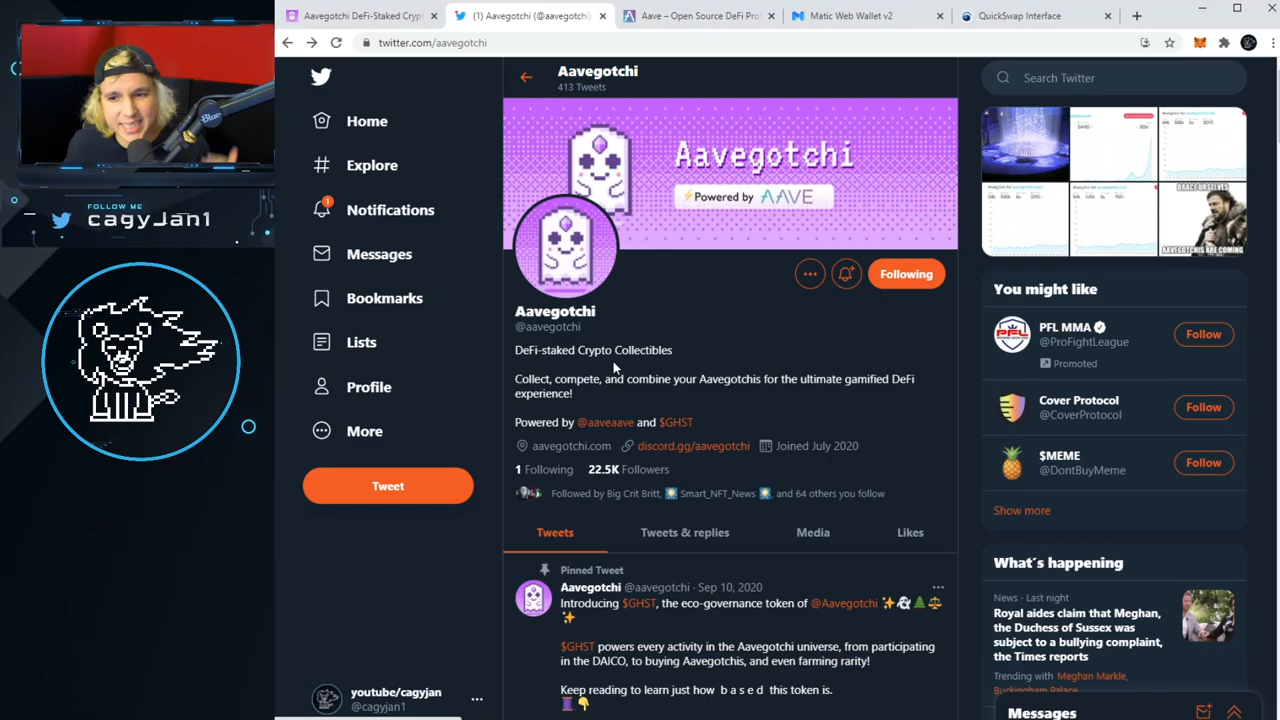 Aavegotchi DeFi-Staked Crypt
(1) Aavegotchi (@aavegotchi)
Aave – Open Source DeFi Pro
Matic Web Wallet v2
QuickSwap Interface
twitter.com/aavegotchi
Blue
FOLLOW ME
cagyJan1
Home
Explore
1
Notifications
Messages
Bookmarks
Lists
Profile
More
Tweet
youtube/cagyjan
@cagyjan1
Aavegotchi
413 Tweets
Aavegotchi
⚡Powered by AAVE
Following
Aavegotchi
@aavegotchi
DeFi-staked Crypto Collectibles
Collect, compete, and combine your Aavegotchis for the ultimate gamified DeFi
experience!
Powered by @aaveaave and $GHST
aavegotchi.com discord.gg/aavegotchi Joined July 2020
1 Following 22.5K Followers
Followed by Big Crit Britt, Smart_NFT_News, and 64 others you follow
Tweets
Tweets & replies
Media
Likes
Pinned Tweet
Aavegotchi @aavegotchi · Sep 10, 2020
Introducing $GHST, the eco-governance token of @Aavegotchi ✨👻🌲⚖️
✨
$GHST powers every activity in the Aavegotchi universe, from participating
in the DAICO, to buying Aavegotchis, and even farming rarity!
Keep reading to learn just how b a s e d this token is.
🧵👇
Search Twitter
BRACE YOURSELVES
AAVEGOTCHIS ARE COMING
You might like
PFL MMA
@ProFightLeague
Promoted
Follow
Cover Protocol
@CoverProtocol
Follow
$MEME
@DontBuyMeme
Follow
Show more
What's happening
News · Last night
Royal aides claim that Meghan,
the Duchess of Sussex was
subject to a bullying complaint,
the Times reports
Trending with Meghan Markle,
Buckingham Palace
Messages